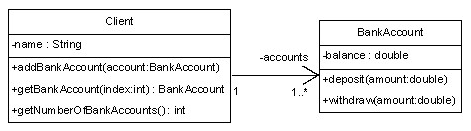 Client
-name : String
+addBankAccount(account:BankAccount)
+getBankAccount(index:int) : BankAccount
+getNumberOfBankAccounts() : int
-accounts
1
1..*
BankAccount
-balance : double
+deposit(amount:double)
+withdraw(amount:double)